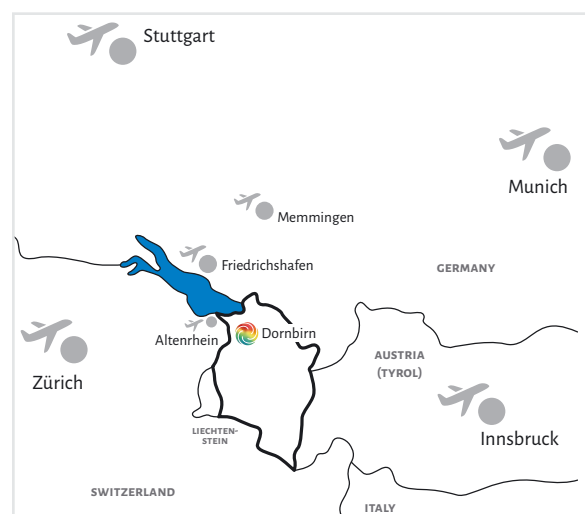 Stuttgart
Munich
Memmingen
Friedrichshafen
GERMANY
Altenrhein
Dornbirn
AUSTRIA
(TYROL)
Zürich
LIECHTEN-
STEIN
Innsbruck
SWITZERLAND
ITALY